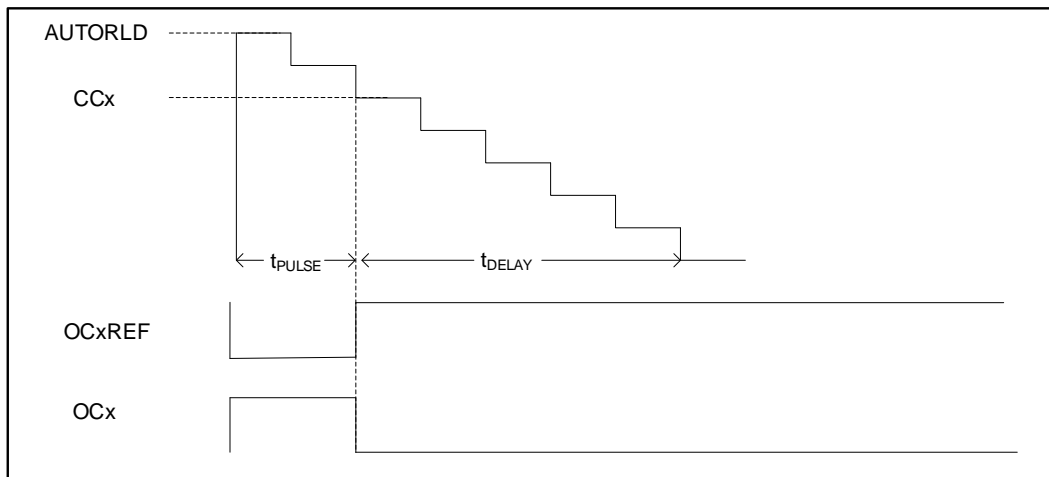 AUTORLD
CCx
tPULSE
tDELAY
OCxREF
OCx